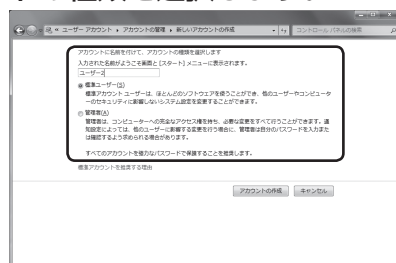 ユーザー アカウント ▸ アカウントの管理 ▸ 新しいアカウントの作成
コントロール パネルの検索
アカウントに名前を付けて、アカウントの種類を選択します
入力された名前がようこそ画面と [スタート] メニューに表示されます。
ユーザー2
標準ユーザー(S)
標準アカウント ユーザーは、ほとんどのソフトウェアを使うことができ、他のユーザーやコンピュータ
ーのセキュリティに影響しないシステム設定を変更することができます。
管理者(A)
管理者は、コンピューターへの完全なアクセス権を持ち、必要な変更をすべて行うことができます。通
知設定によっては、他のユーザーに影響する変更を行う場合に、管理者は自分のパスワードを入力また
は確認するよう求められる場合があります。
すべてのアカウントを強力なパスワードで保護することを推奨します。
標準アカウントを推奨する理由
アカウントの作成
キャンセル